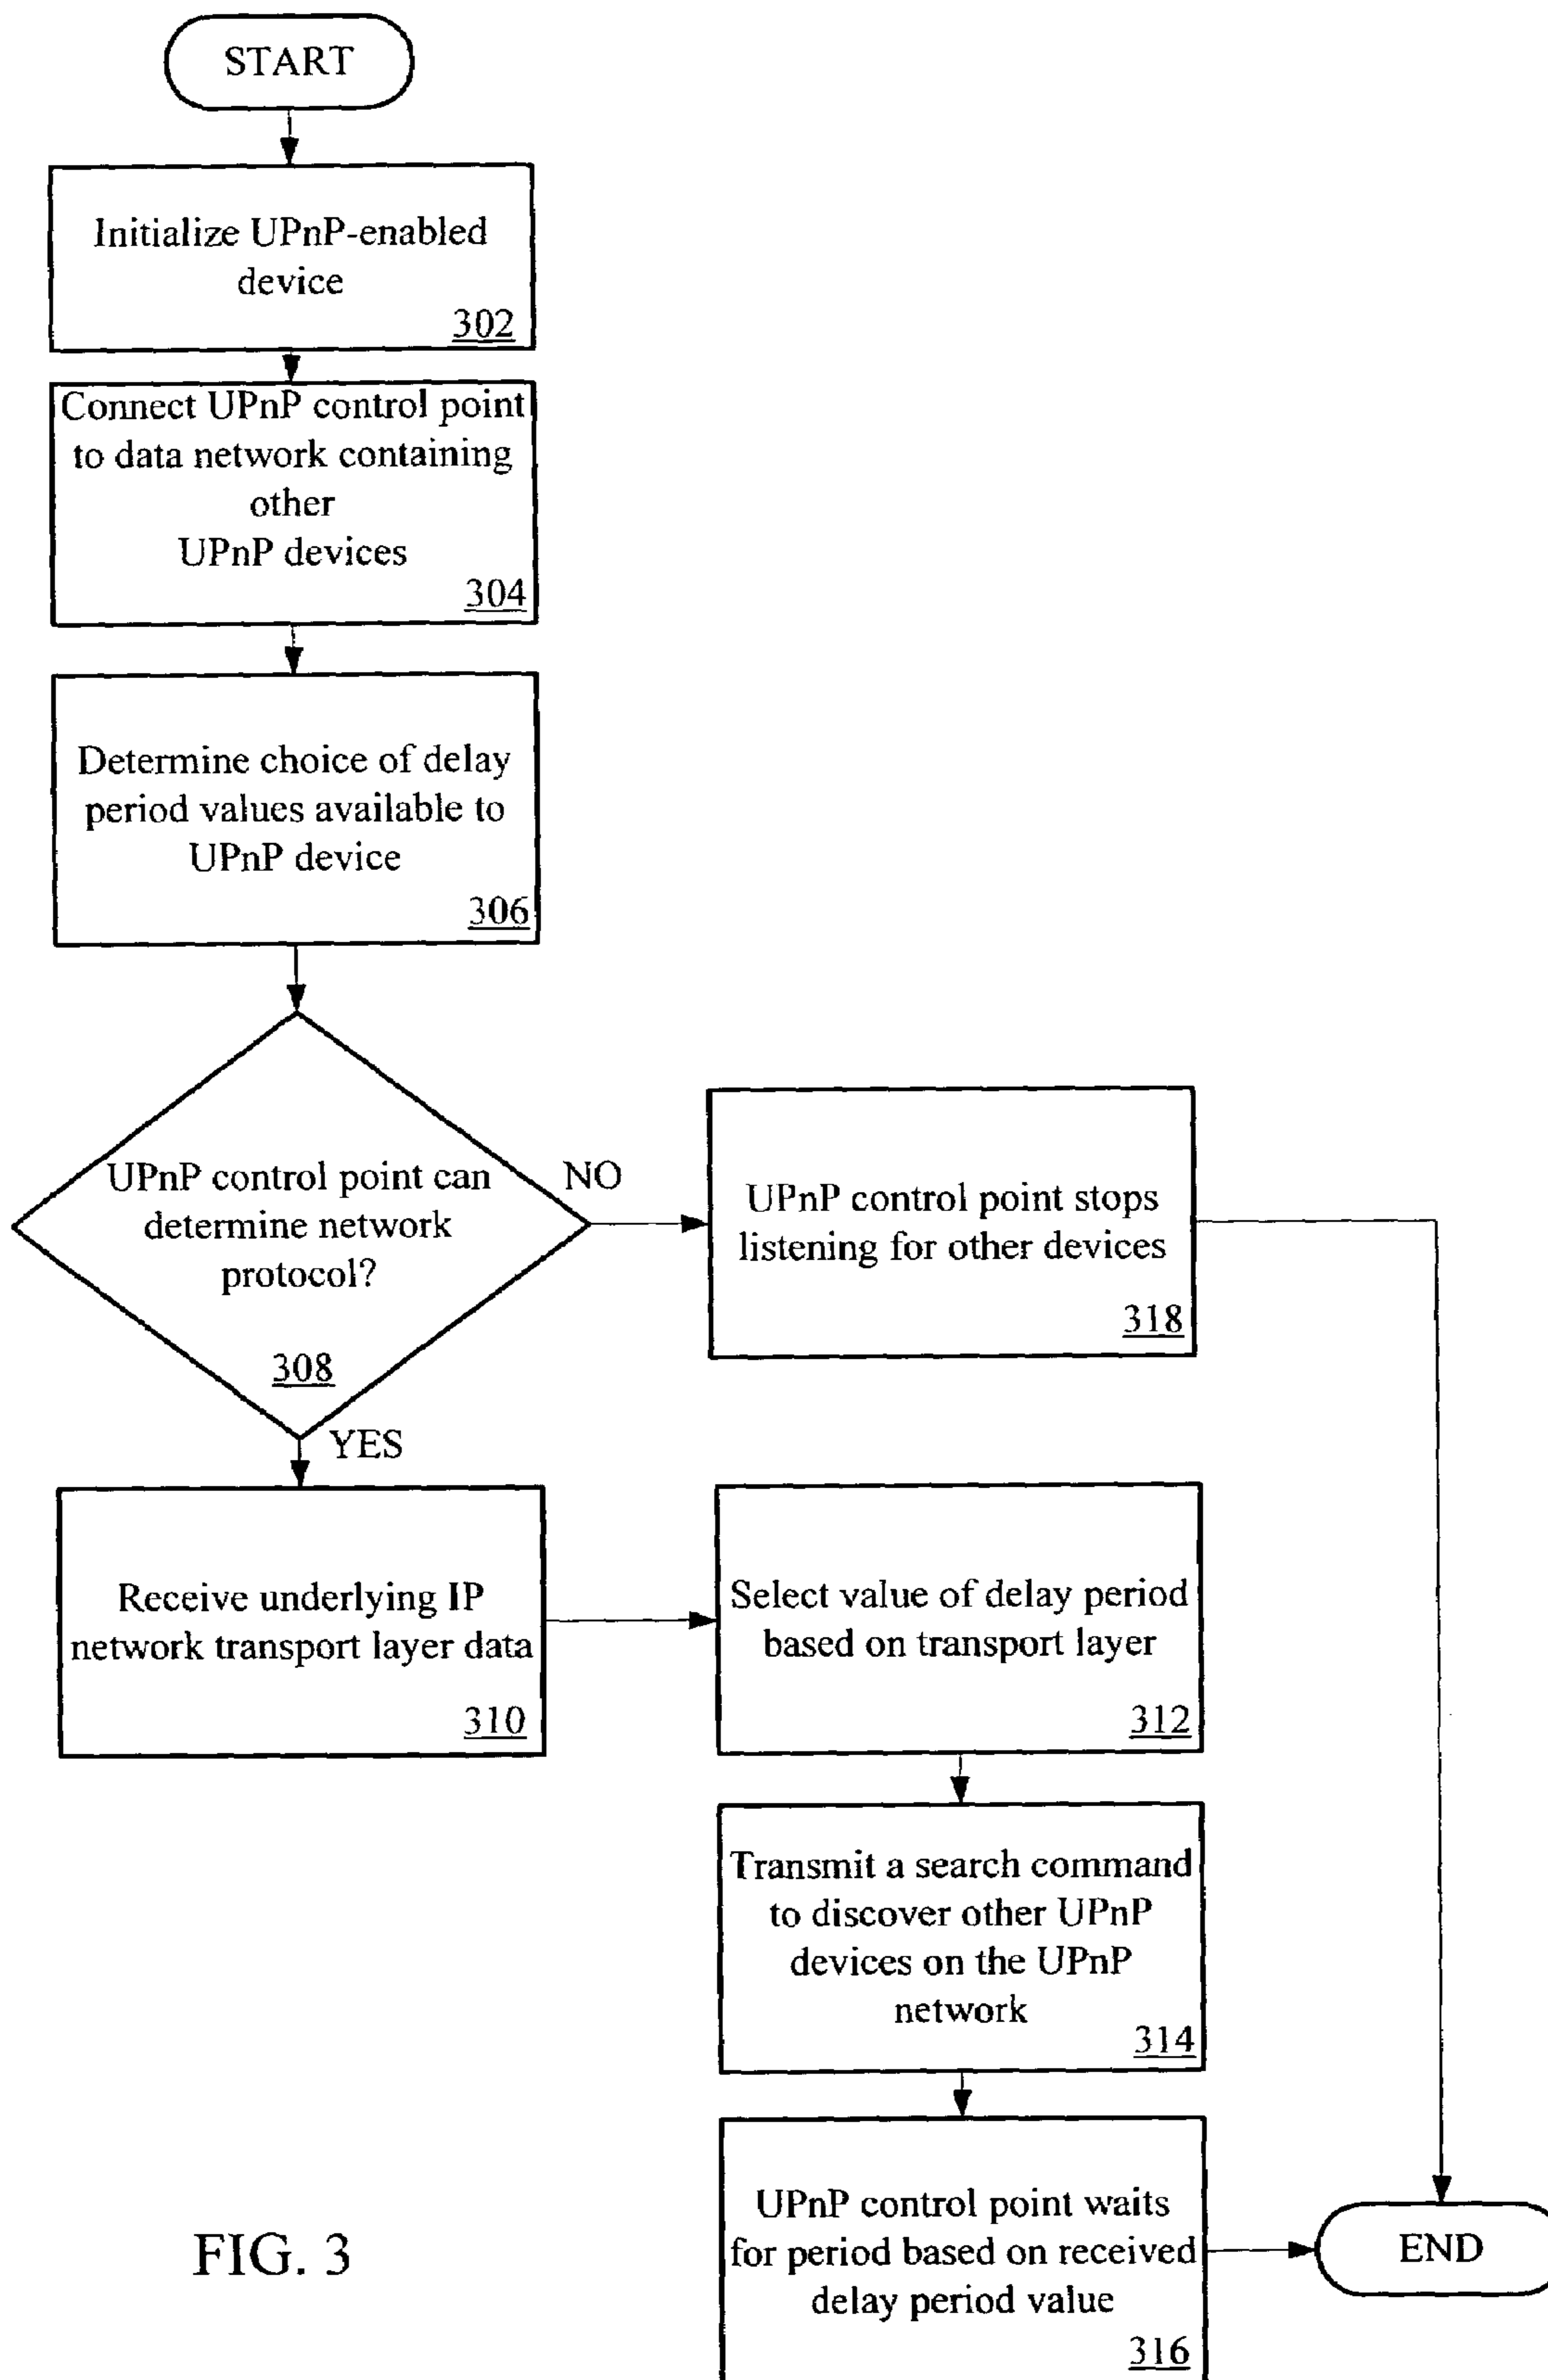 START
Initialize UPnP-enabled
device
302
Connect UPnP control point
to data network containing
other
UPnP devices
304
Determine choice of delay
period values available to
UPnP device
306
UPnP control point can
determine network
protocol?
308
NO
UPnP control point stops
listening for other devices
318
YES
Receive underlying IP
network transport layer data
310
Select value of delay period
based on transport layer
312
Transmit a search command
to discover other UPnP
devices on the UPnP
network
314
UPnP control point waits
for period based on received
delay period value
316
END
FIG. 3